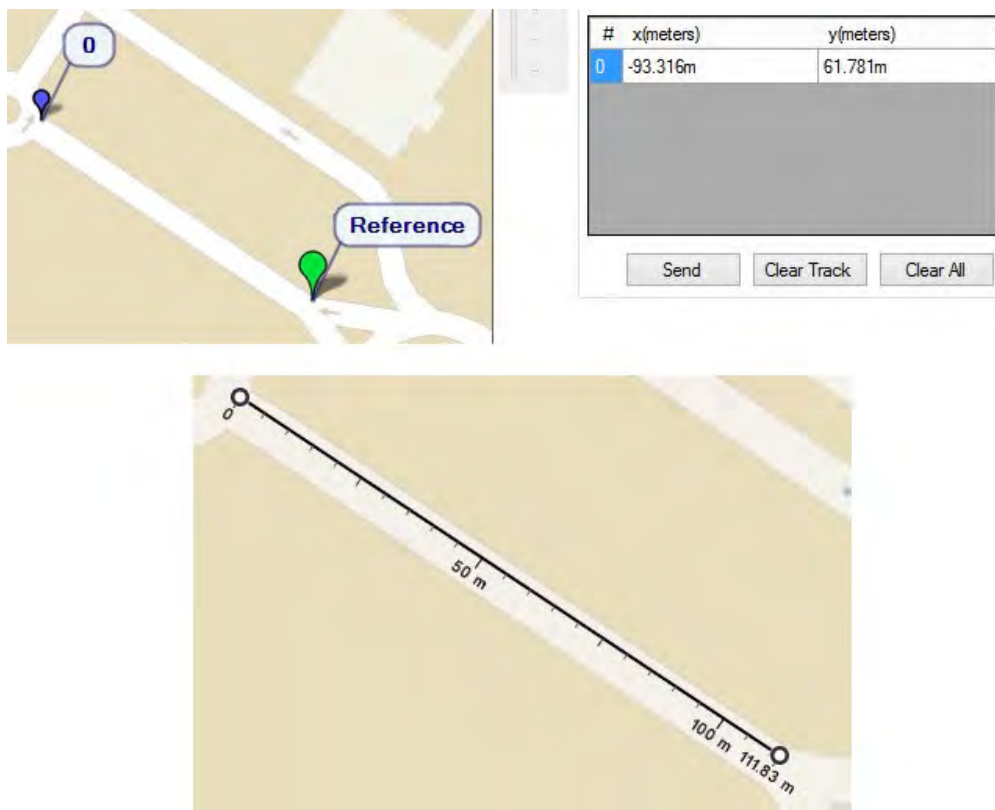 0
Reference
# x(meters) y(meters)
0 -93.316m 61.781m
Send Clear Track Clear All
0
50 m
100 m
111.83 m